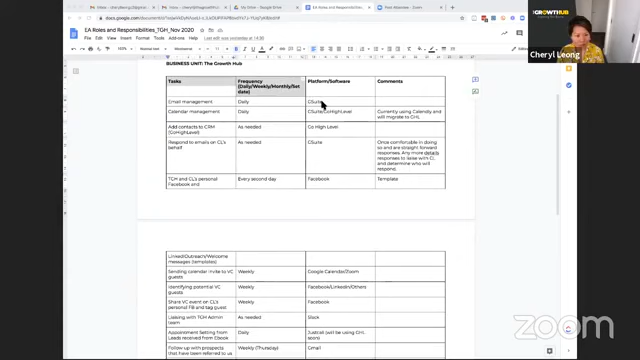 EA Roles and Responsibilities_TGH_Nov 2020
File Edit View Insert Format Tools Add-ons Help
BUSINESS UNIT: The Growth Hub
Tasks
Frequency
(Daily/Weekly/Monthly/Set
date)
Platform/Software
Comments
Email management
Daily
GSuite
Calendar management
Daily
GSuite/GoHighLevel
Currently using Calendly and
will migrate to GHL
Add contacts to CRM
(GoHighLevel)
As needed
Go High Level
Respond to emails on CL's
behalf
As needed
GSuite
Once comfortable in doing
so and are straight forward
responses. Any more details
responses to liaise with CL
and determine who will
respond.
TGH and CL's personal
Facebook and
Every second day
Facebook
Template
LinkedOutreach/Welcome
messages (templates)
Sending calendar invite to VC
guests
Weekly
Google Calendar/Zoom
Identifying potential VC
guests
Weekly
Facebook/LinkedIn/Others
Share VC event on CL's
personal FB and tag guest
Weekly
Facebook
Liaising with TGH Admin
team
As needed
Slack
Appointment Setting from
Leads received from Ebook
Daily
Justcall (will be using GHL
soon)
Follow up with prospects
that have been referred to us
Weekly (Thursday)
Gmail
GROWTHHUB
Cheryl Leong
zoom